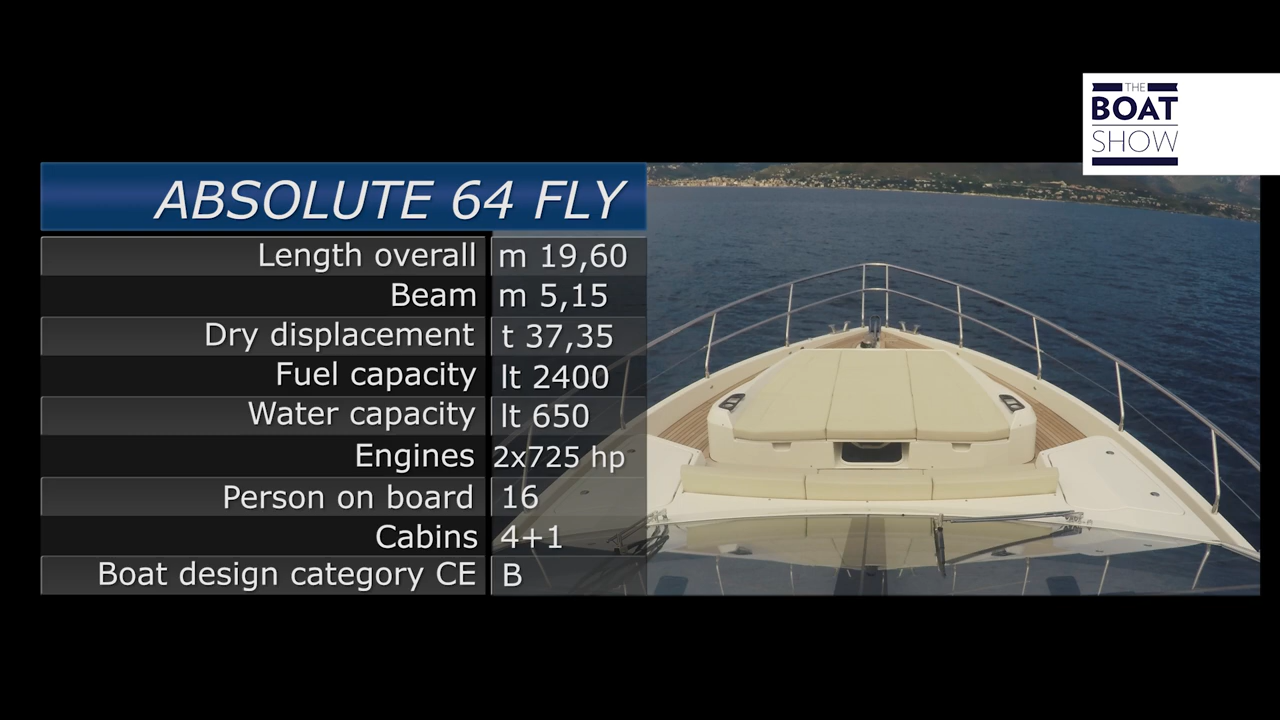 THE
BOAT
SHOW
ABSOLUTE 64 FLY
Length overall m 19,60
Beam m 5,15
Dry displacement t 37,35
Fuel capacity lt 2400
Water capacity lt 650
Engines 2x725 hp
Person on board 16
Cabins 4+1
Boat design category CE B